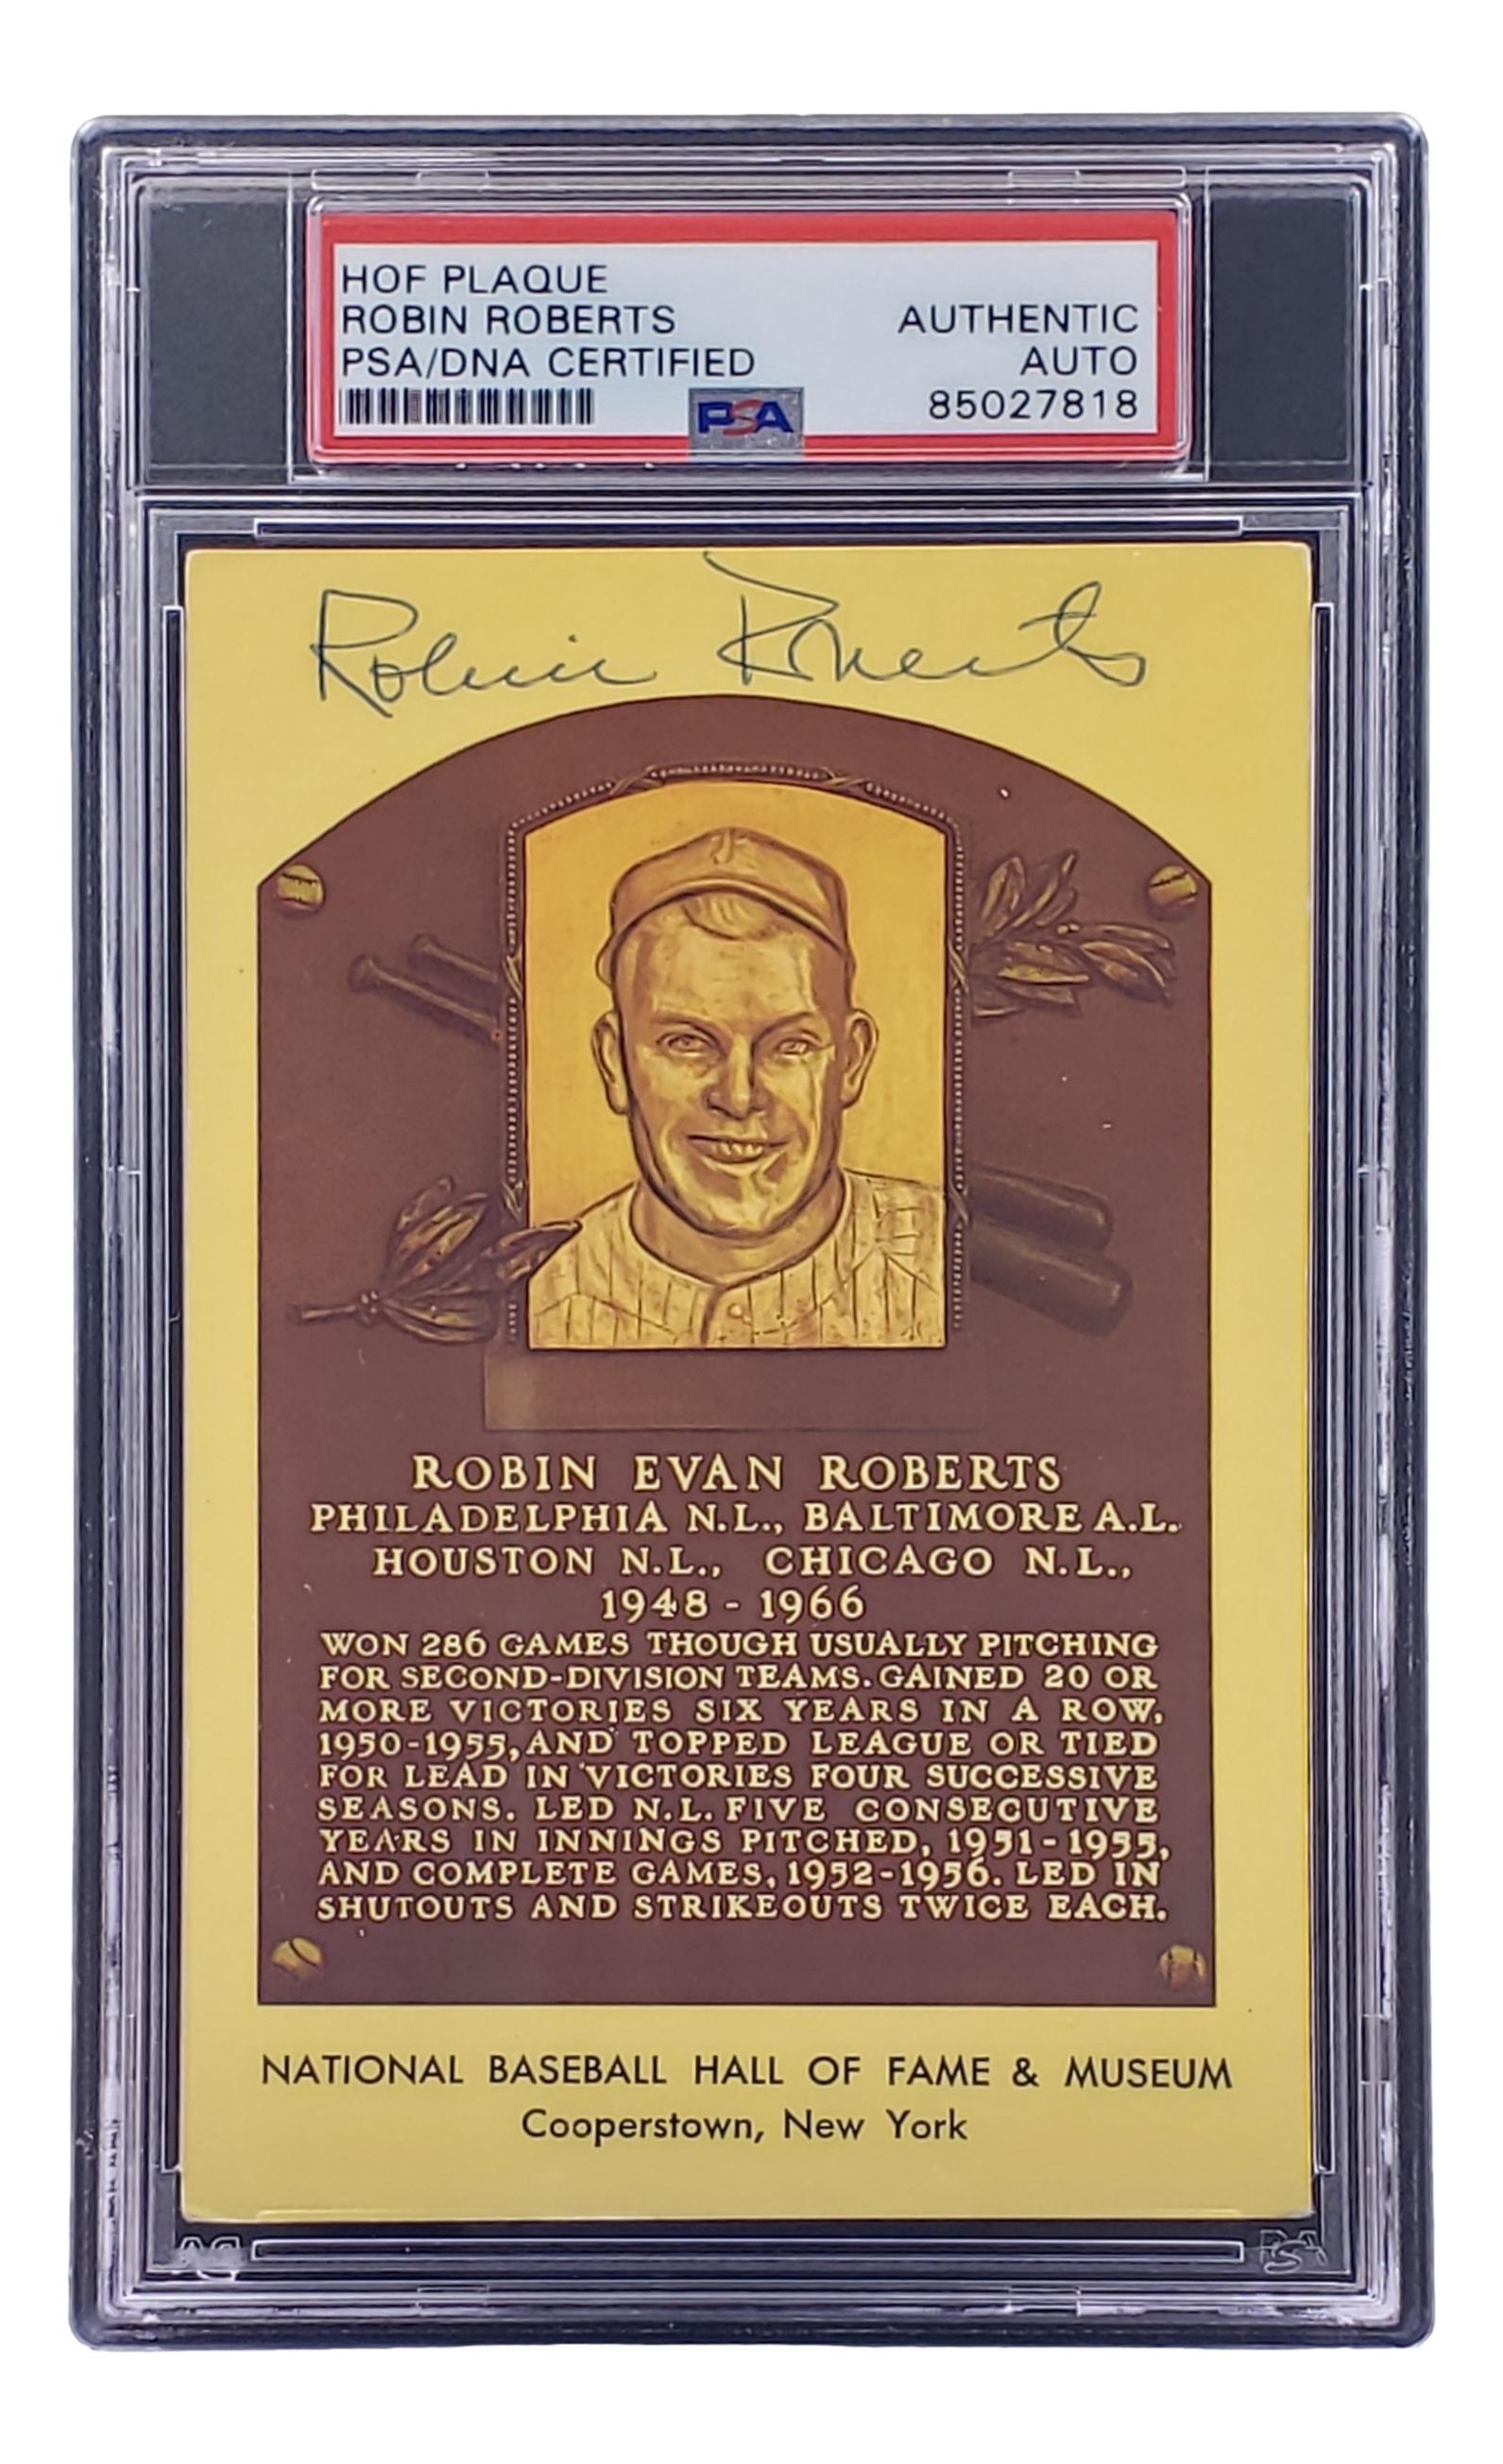 HOF PLAQUE
ROBIN ROBERTS
PSA/DNA CERTIFIED
AUTHENTIC
AUTO
85027818
PSA
Robin Roberts
ROBIN EVAN ROBERTS
PHILADELPHIA N.L., BALTIMORE A.L.
HOUSTON N.L., CHICAGO N.L.,
1948 - 1966
WON 286 GAMES THOUGH USUALLY PITCHING
FOR SECOND-DIVISION TEAMS. GAINED 20 OR
MORE VICTORIES SIX YEARS IN A ROW,
1950-1955, AND TOPPED LEAGUE OR TIED
FOR LEAD IN VICTORIES FOUR SUCCESSIVE
SEASONS. LED N.L. FIVE CONSECUTIVE
YEARS IN INNINGS PITCHED, 1951-1955,
AND COMPLETE GAMES, 1952-1956. LED IN
SHUTOUTS AND STRIKEOUTS TWICE EACH.
NATIONAL BASEBALL HALL OF FAME & MUSEUM
Cooperstown, New York
PSA